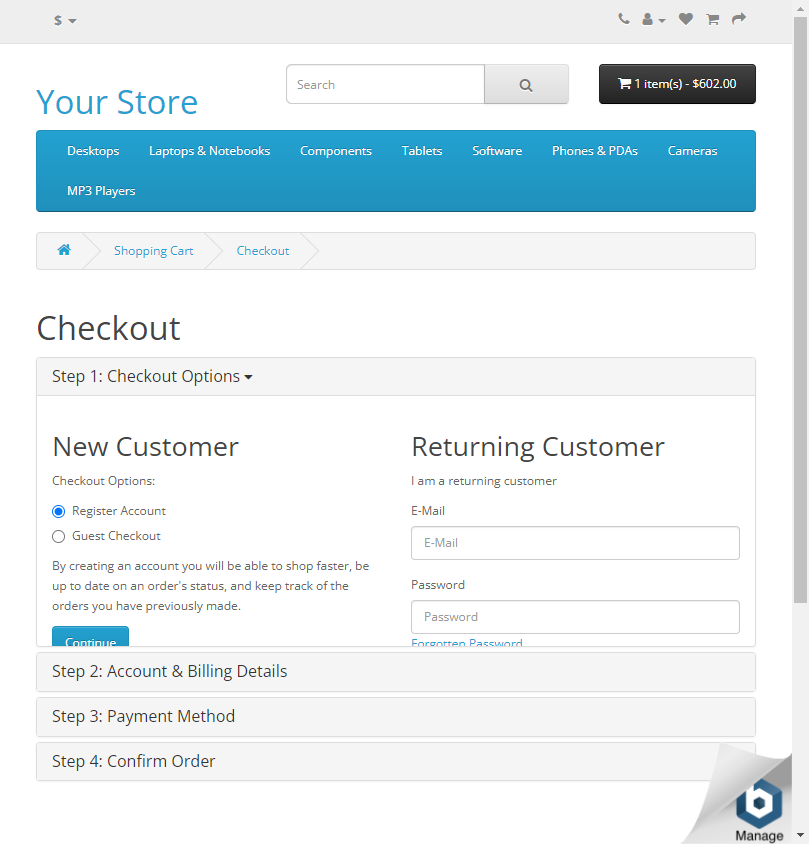 $
Search
1 item(s) - $602.00
Your Store
Desktops
Laptops & Notebooks
Components
Tablets
Software
Phones & PDAs
Cameras
MP3 Players
Shopping Cart
Checkout
Checkout
Step 1: Checkout Options
New Customer
Checkout Options:
Register Account
Guest Checkout
By creating an account you will be able to shop faster, be
up to date on an order's status, and keep track of the
orders you have previously made.
Continue
Returning Customer
I am a returning customer
E-Mail
E-Mail
Password
Password
Forgotten Password
Step 2: Account & Billing Details
Step 3: Payment Method
Step 4: Confirm Order
b
Manage